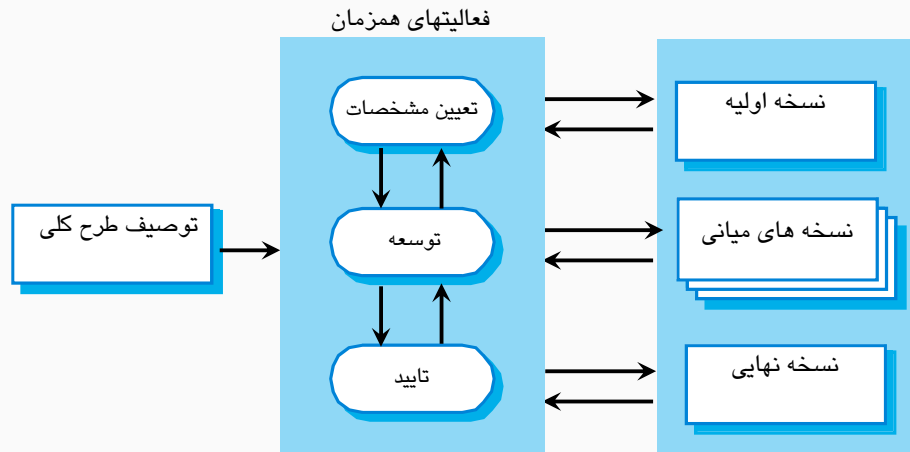 فعالیتهای همزمان
تعیین مشخصات
نسخه اولیه
توصیف طرح کلی
توسعه
نسخه های میانی
تایید
نسخه نهایی